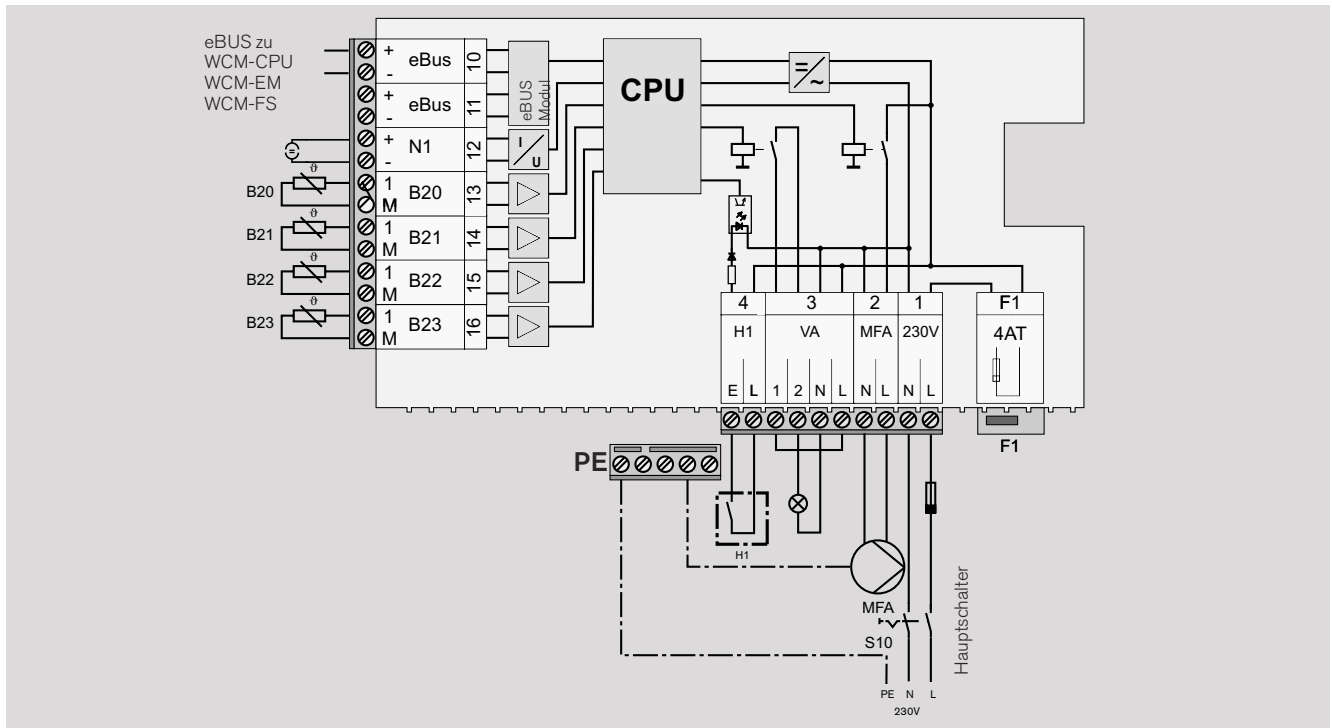 eBUS zu
WCM-CPU
WCM-EM
WCM-FS
+ eBus 10
-
+ eBus 11
-
eBUS Modul
+ N1 12
-
I/U
B20 ϑ 1 B20 13
M
B21 ϑ 1 B21 14
M
B22 ϑ 1 B22 15
M
B23 ϑ 1 B23 16
M
CPU
=/~
4 3 2 1 F1
H1 VA MFA 230V 4AT
E L 1 2 N L N L N L
F1
PE
H1
MFA
S10
Hauptschalter
PE N L
230V